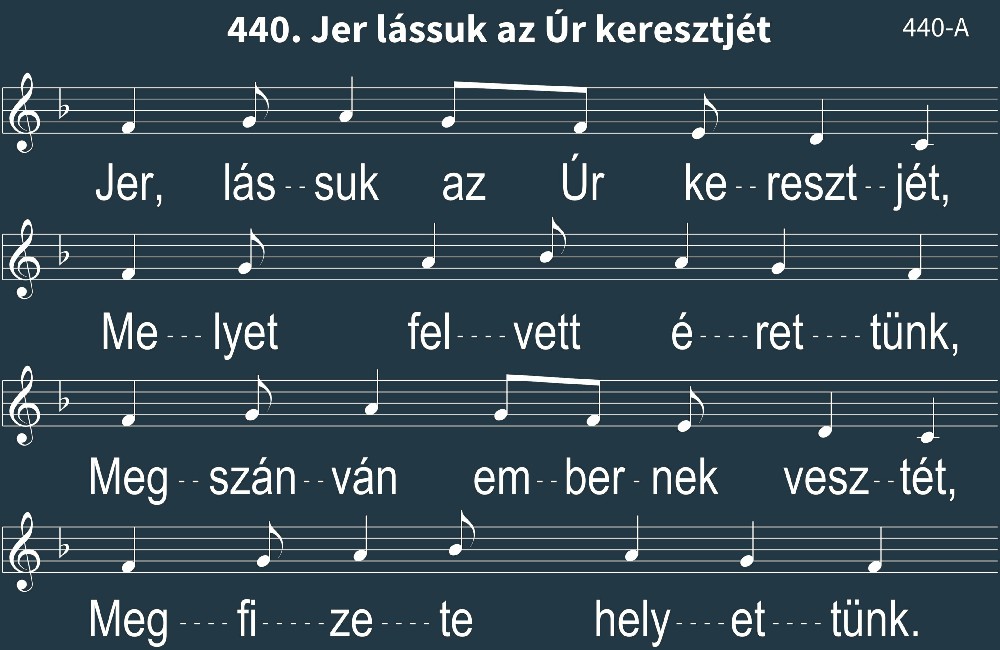 440. Jer lássuk az Úr keresztjét
440-A
Jer, lás--suk az Úr ke--reszt--jét,
Me---lyet fel----vett é----ret----tünk,
Meg--szán--ván em--ber-nek vesz--tét,
Meg----fi-----ze----te hely----et----tünk.